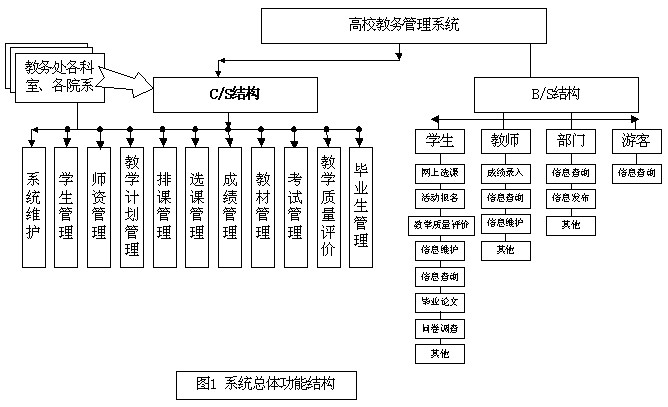 高校教务管理系统
教务处各科
室、各院系
C/S结构
B/S结构
系统维护
学生管理
师资管理
教学计划管理
排课管理
选课管理
成绩管理
教材管理
考试管理
教学质量评价
毕业生管理
学生
网上选课
活动报名
教学质量评价
信息维护
信息查询
毕业论文
问卷调查
其他
教师
成绩录入
信息查询
信息维护
其他
部门
信息查询
信息发布
其他
游客
信息查询
图1 系统总体功能结构